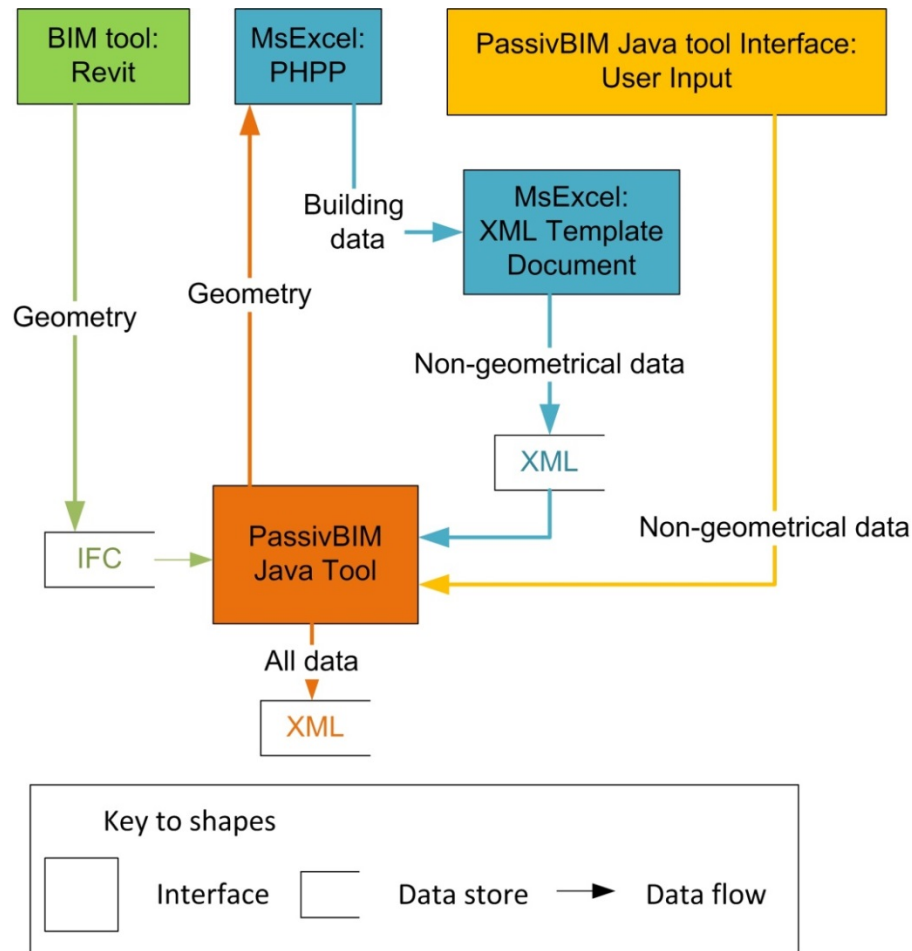 BIM tool:
Revit
MsExcel:
PHPP
PassivBIM Java tool Interface:
User Input
Building
data
MsExcel:
XML Template
Document
Geometry
Geometry
Non-geometrical data
XML
Non-geometrical data
IFC
PassivBIM
Java Tool
All data
XML
Key to shapes
Interface
Data store
Data flow